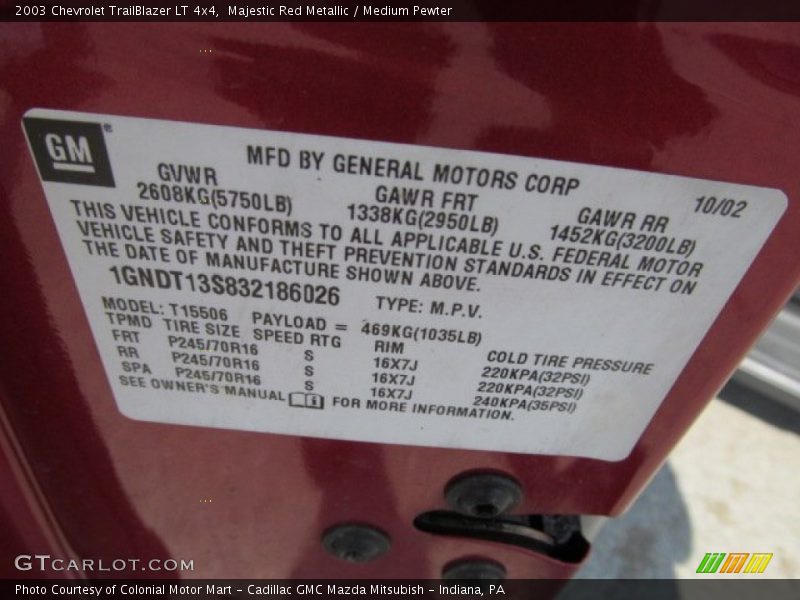 2003 Chevrolet TrailBlazer LT 4x4,  Majestic Red Metallic / Medium Pewter
GM®
MFD BY GENERAL MOTORS CORP
10/02
GVWR GAWR FRT GAWR RR
2608KG(5750LB) 1338KG(2950LB) 1452KG(3200LB)
THIS VEHICLE CONFORMS TO ALL APPLICABLE U.S. FEDERAL MOTOR
VEHICLE SAFETY AND THEFT PREVENTION STANDARDS IN EFFECT ON
THE DATE OF MANUFACTURE SHOWN ABOVE.
1GNDT13S832186026 TYPE: M.P.V.
MODEL: T15506 PAYLOAD = 469KG(1035LB)
TPMD TIRE SIZE SPEED RTG RIM COLD TIRE PRESSURE
FRT P245/70R16 S 16X7J 220KPA(32PSI)
RR P245/70R16 S 16X7J 220KPA(32PSI)
SPA P245/70R16 S 16X7J 240KPA(35PSI)
SEE OWNER'S MANUAL FOR MORE INFORMATION.
GTCARLOT.COM
Photo Courtesy of Colonial Motor Mart - Cadillac GMC Mazda Mitsubish - Indiana, PA